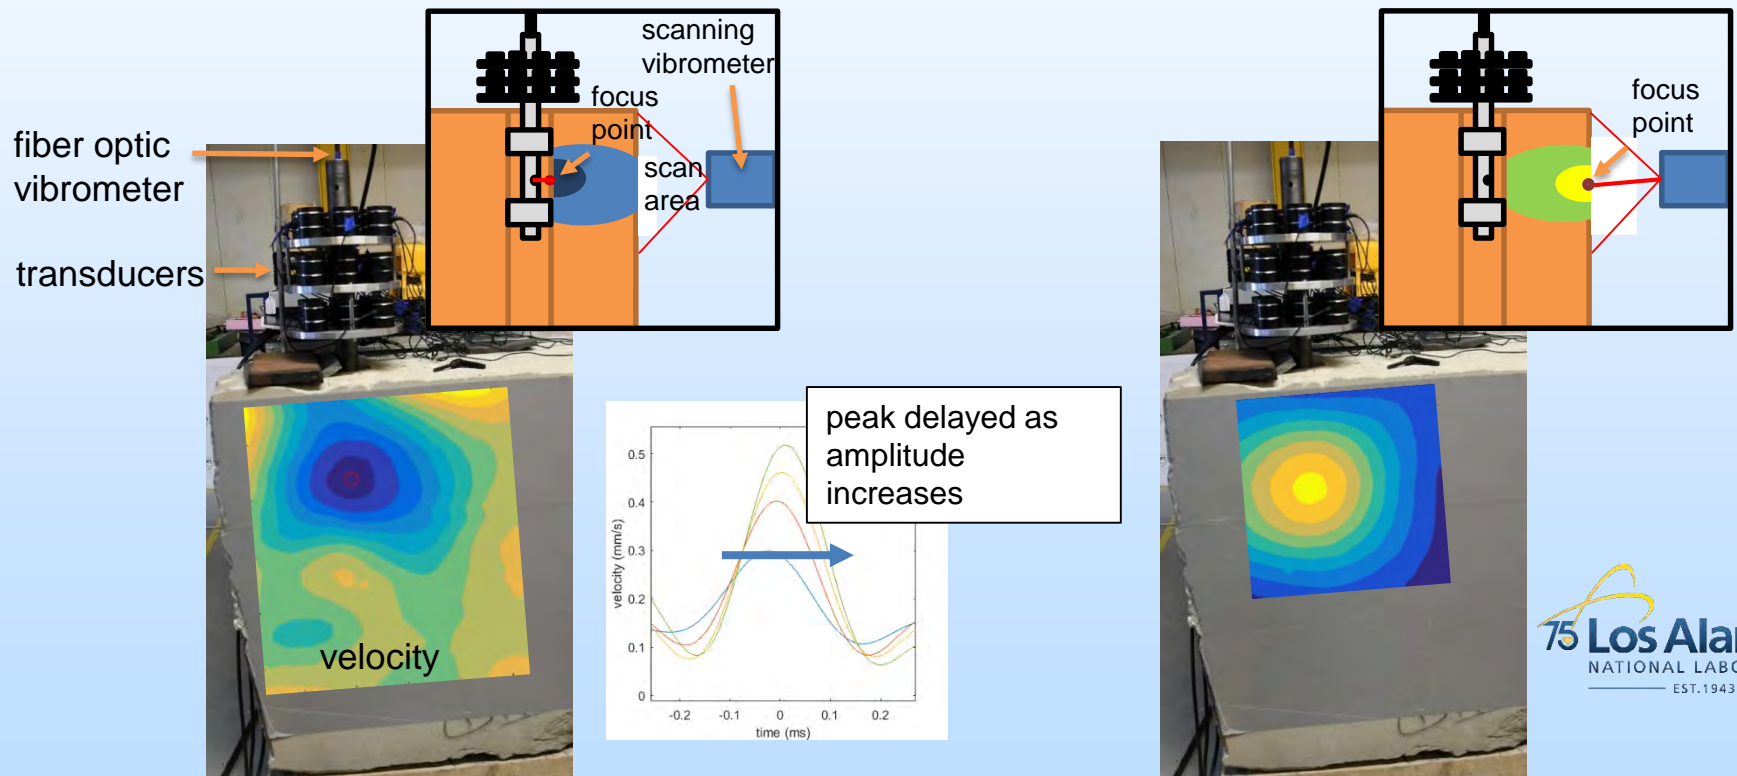 fiber optic
vibrometer
transducers
scanning
vibrometer
focus
point
scan
area
velocity
peak delayed as
amplitude
increases
0.5
0.4
0.3
0.2
0.1
0
velocity (mm/s)
-0.2
-0.1
0
0.1
0.2
time (ms)
focus
point
75 Los Ala
NATIONAL LABO
EST.1943